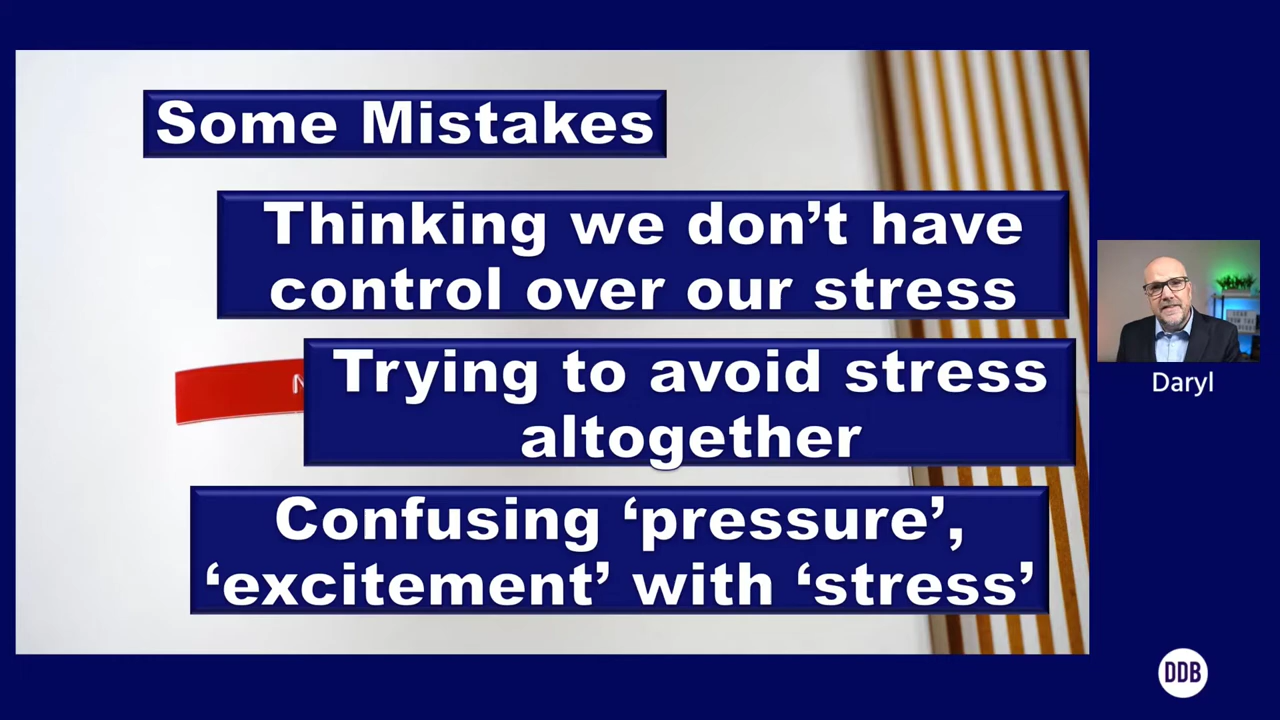 Some Mistakes
Thinking we don’t have
control over our stress
Trying to avoid stress
altogether
Confusing ‘pressure’,
‘excitement’ with ‘stress’
Daryl
DDB